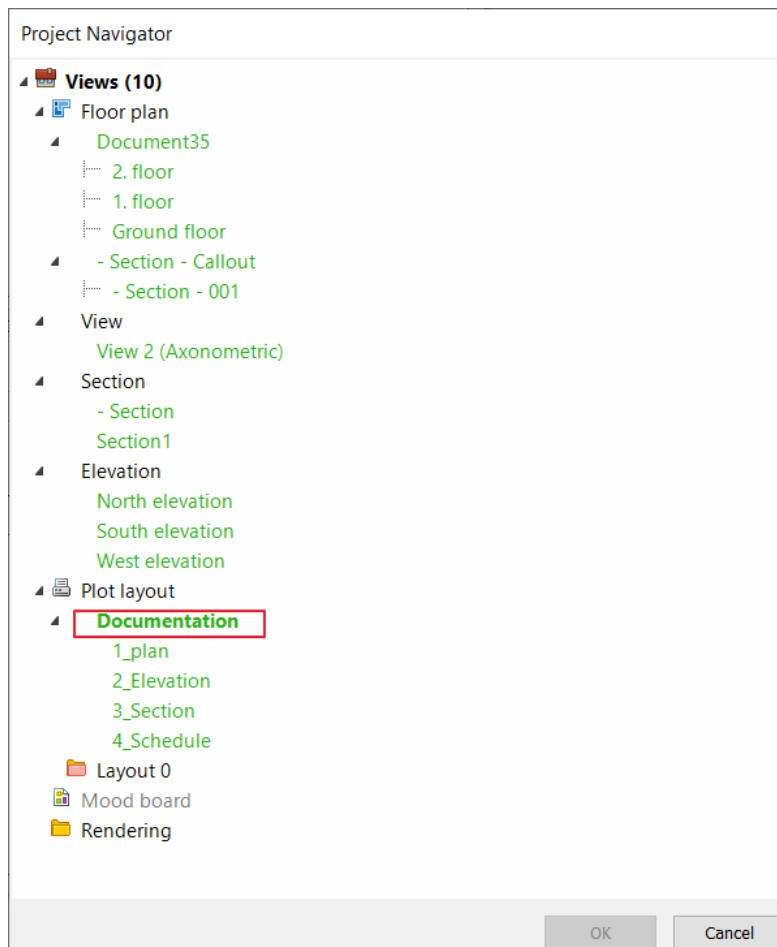 Project Navigator
Views (10)
Floor plan
Document35
2. floor
1. floor
Ground floor
- Section - Callout
- Section - 001
View
View 2 (Axonometric)
Section
- Section
Section1
Elevation
North elevation
South elevation
West elevation
Plot layout
Documentation
1_plan
2_Elevation
3_Section
4_Schedule
Layout 0
Mood board
Rendering
OK Cancel